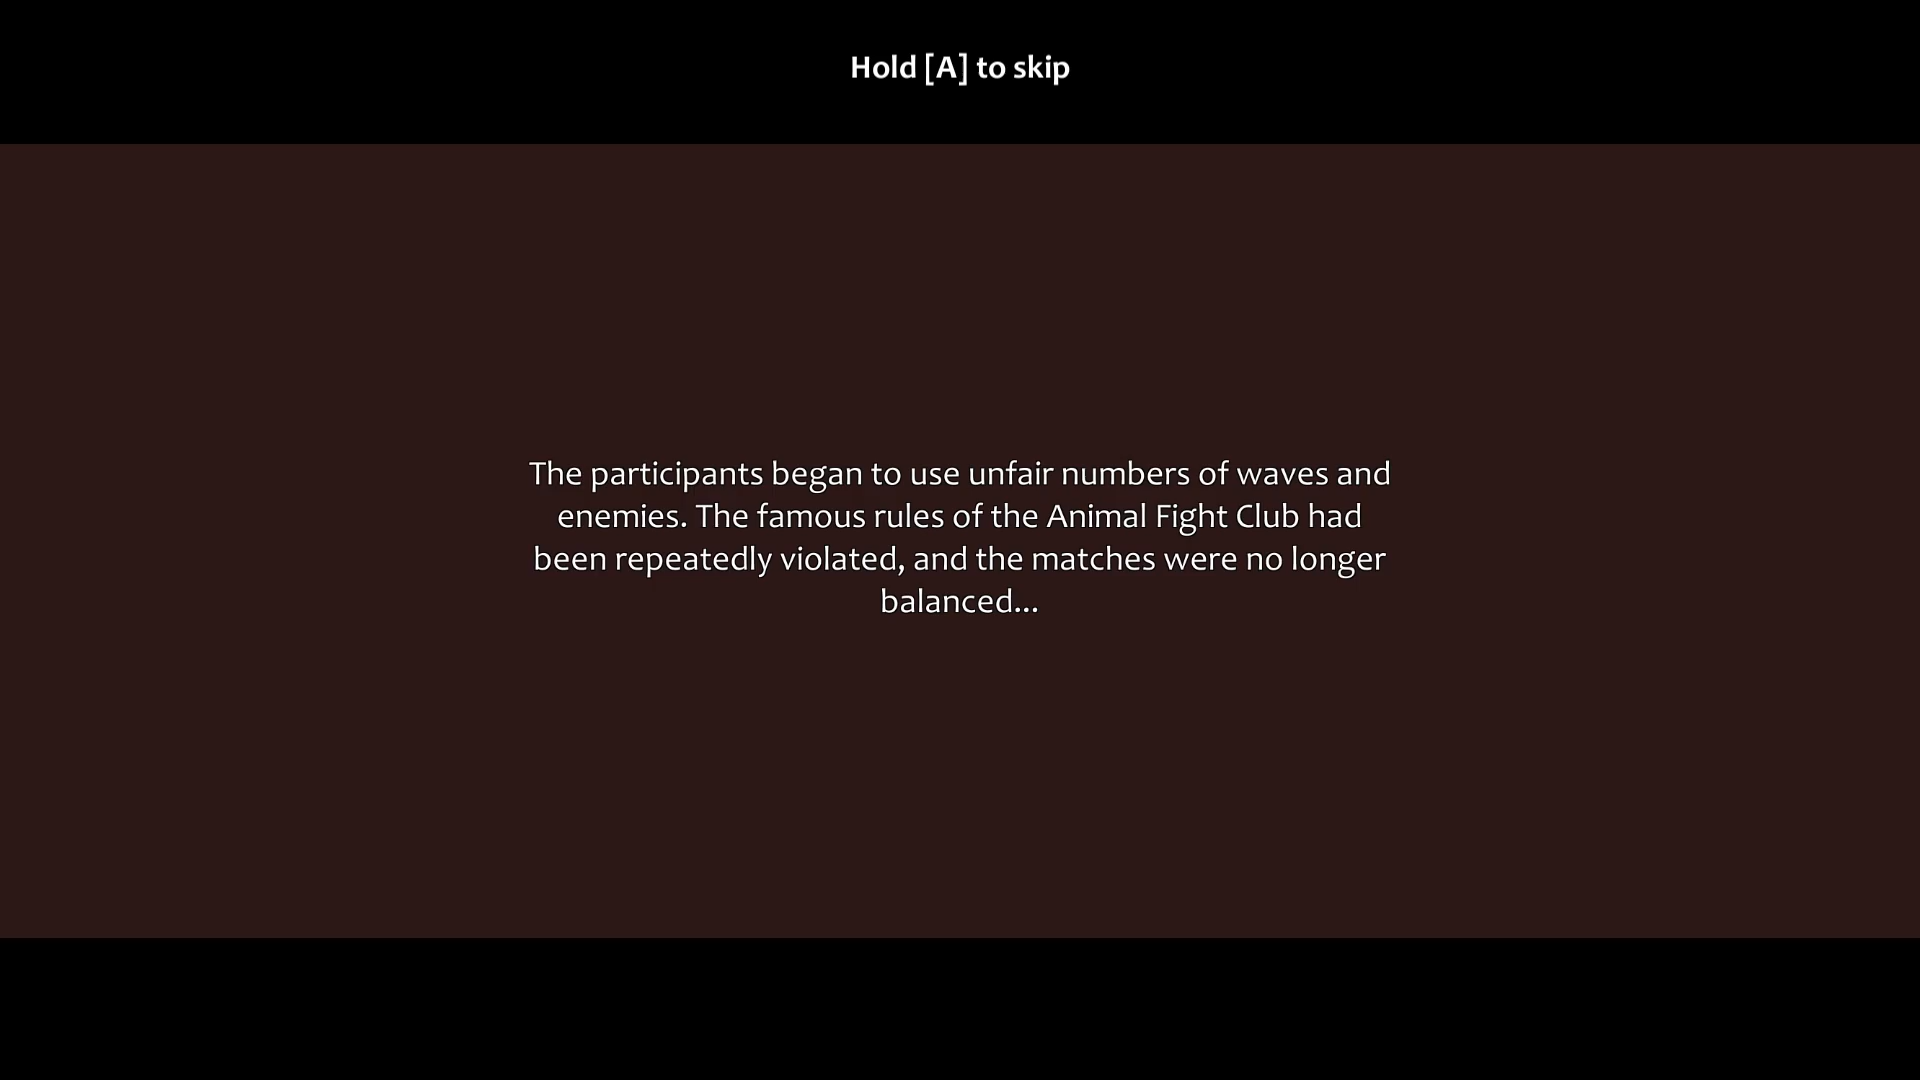 Hold [A] to skip
The participants began to use unfair numbers of waves and
enemies. The famous rules of the Animal Fight Club had
been repeatedly violated, and the matches were no longer
balanced...